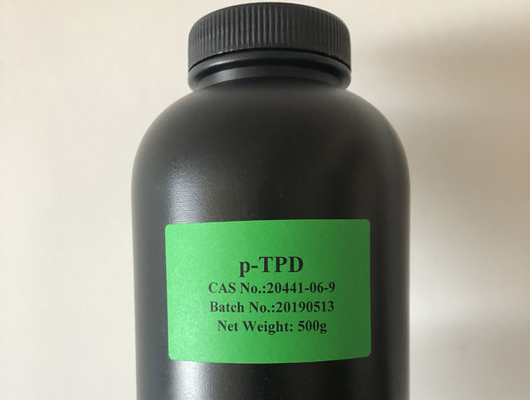 p-TPD
CAS No.:20441-06-9
Batch No.:20190513
Net Weight: 500g